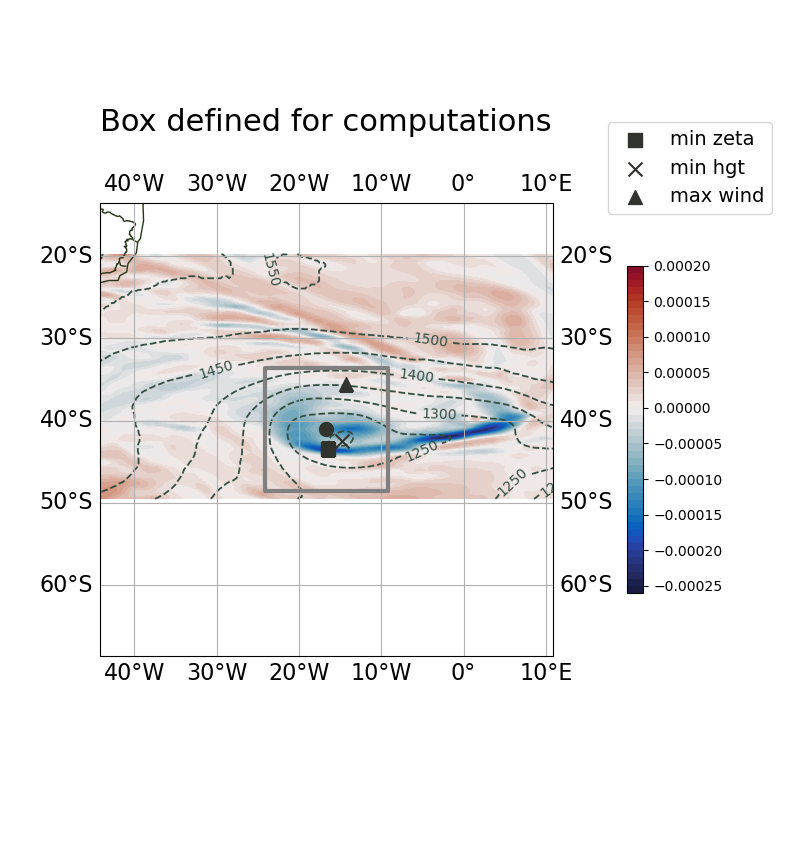 Box defined for computations
min zeta
min hgt
max wind
40°W 30°W 20°W 10°W 0° 10°E
20°S 20°S
30°S 30°S
40°S 40°S
50°S 50°S
60°S 60°S
40°W 30°W 20°W 10°W 0° 10°E
1550
1500
1450
1400
1300
1250
1250
0.00020
0.00015
0.00010
0.00005
0.00000
−0.00005
−0.00010
−0.00015
−0.00020
−0.00025